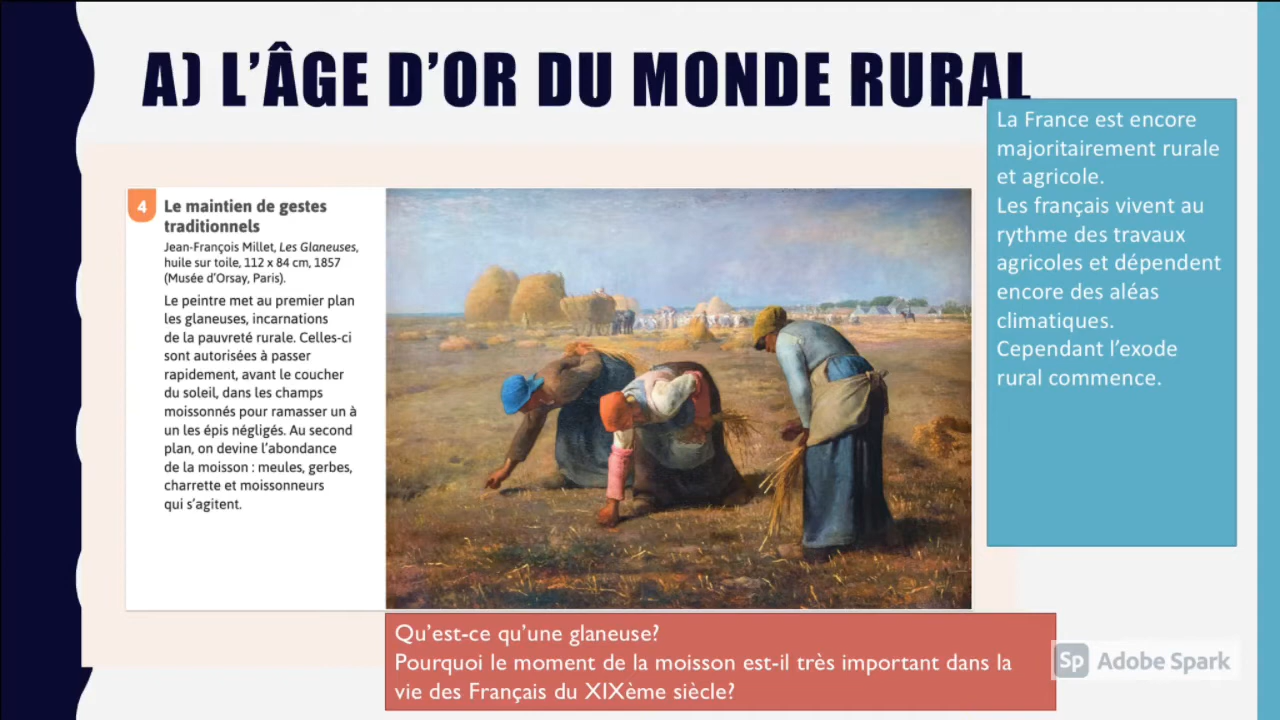 A) L’ÂGE D’OR DU MONDE RURAL
4
Le maintien de gestes
traditionnels
Jean-François Millet, Les Glaneuses,
huile sur toile, 112 x 84 cm, 1857
(Musée d’Orsay, Paris).
Le peintre met au premier plan
les glaneuses, incarnations
de la pauvreté rurale. Celles-ci
sont autorisées à passer
rapidement, avant le coucher
du soleil, dans les champs
moissonnés pour ramasser un à
un les épis négligés. Au second
plan, on devine l’abondance
de la moisson : meules, gerbes,
charrette et moissonneurs
qui s’agitent.
La France est encore
majoritairement rurale
et agricole.
Les français vivent au
rythme des travaux
agricoles et dépendent
encore des aléas
climatiques.
Cependant l’exode
rural commence.
Qu’est-ce qu’une glaneuse?
Pourquoi le moment de la moisson est-il très important dans la
vie des Français du XIXème siècle?
Sp Adobe Spark